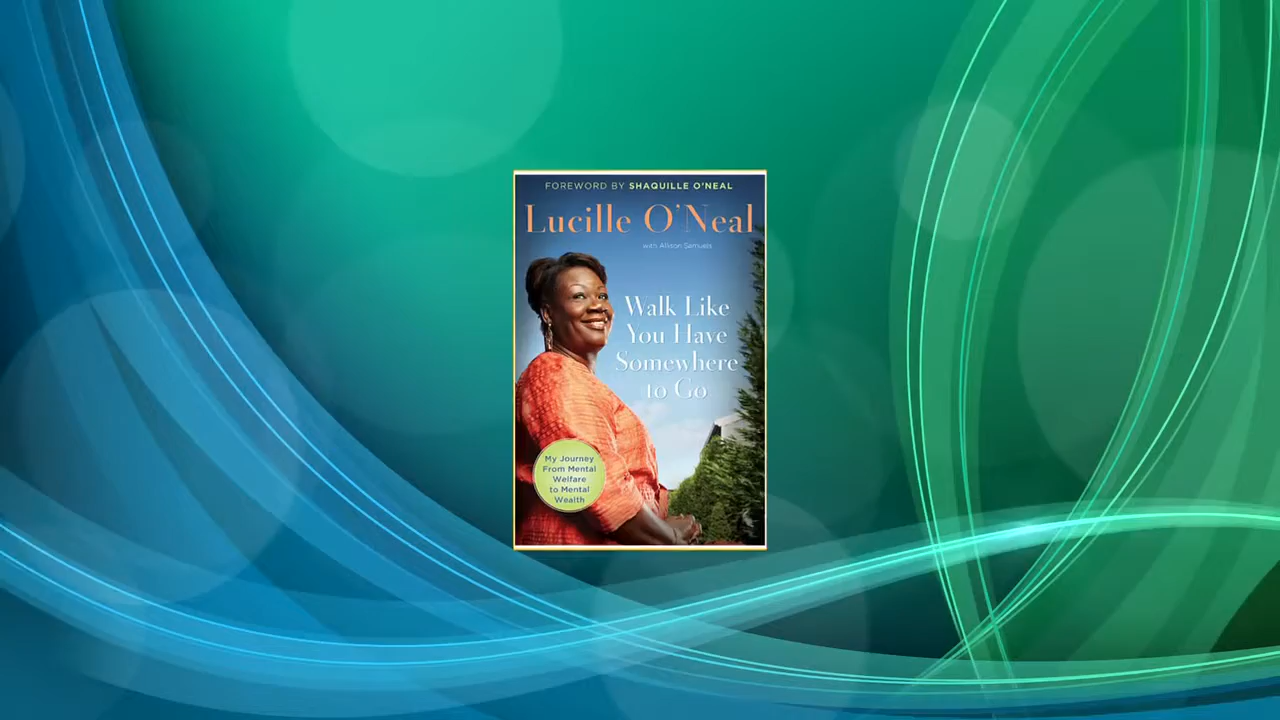 FOREWORD BY SHAQUILLE O'NEAL
Lucille O'Neal
with Allison Samuels
Walk Like
You Have
Somewhere
to Go
My Journey
From Mental
Welfare
to Mental
Wealth